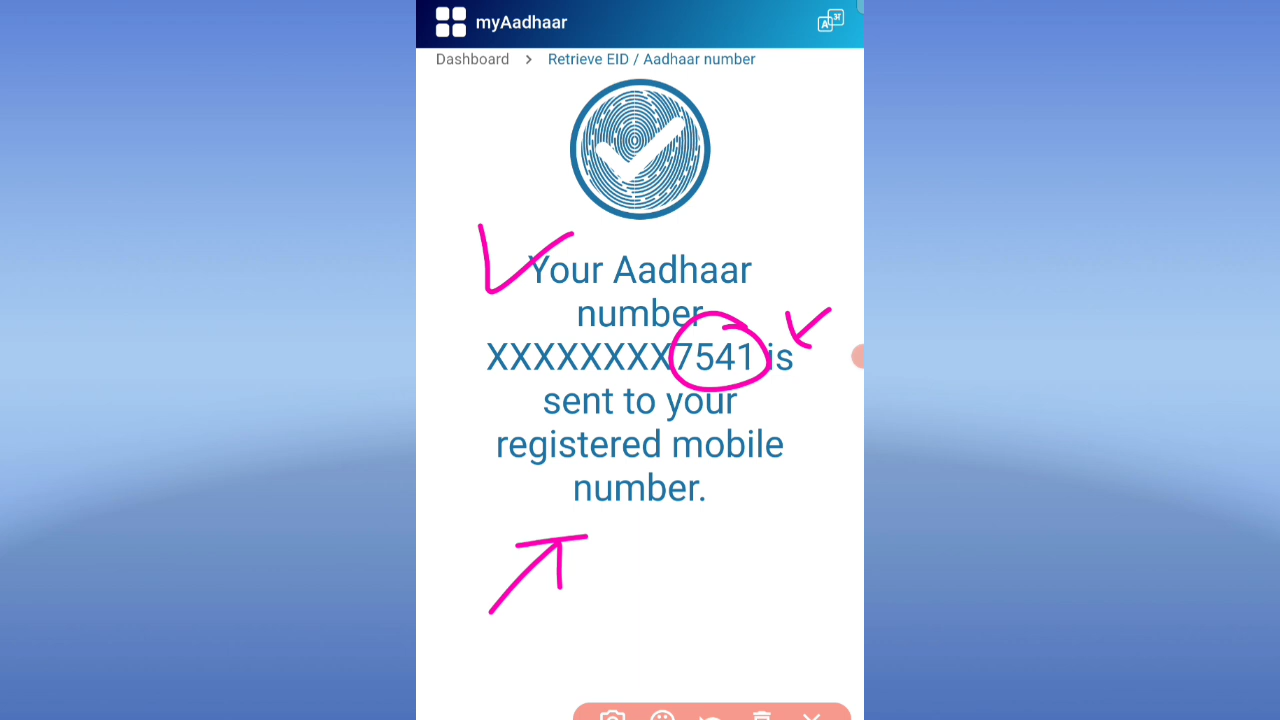 myAadhaar
Dashboard > Retrieve EID / Aadhaar number
Your Aadhaar
number
XXXXXXXX7541 is
sent to your
registered mobile
number.